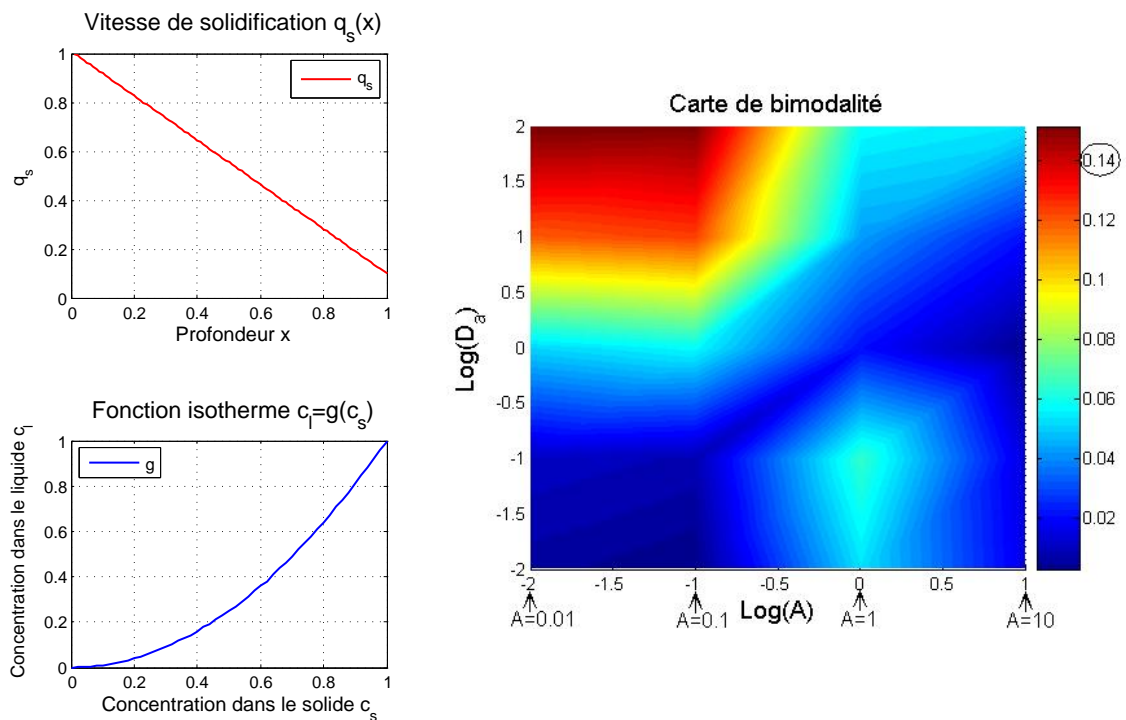 Vitesse de solidification q_s(x)
q_s
1
0.8
0.6
0.4
0.2
0
q_s
0 0.2 0.4 0.6 0.8 1
Profondeur x
Fonction isotherme c_l=g(c_s)
Concentration dans le liquide c_l
1
0.8
0.6
0.4
0.2
0
g
0 0.2 0.4 0.6 0.8 1
Concentration dans le solide c_s
Carte de bimodalité
Log(D_a)
2
1.5
1
0.5
0
-0.5
-1
-1.5
-2
-2 -1.5 -1 -0.5 0 0.5 1
Log(A)
A=0.01 A=0.1 A=1 A=10
0.14
0.12
0.1
0.08
0.06
0.04
0.02